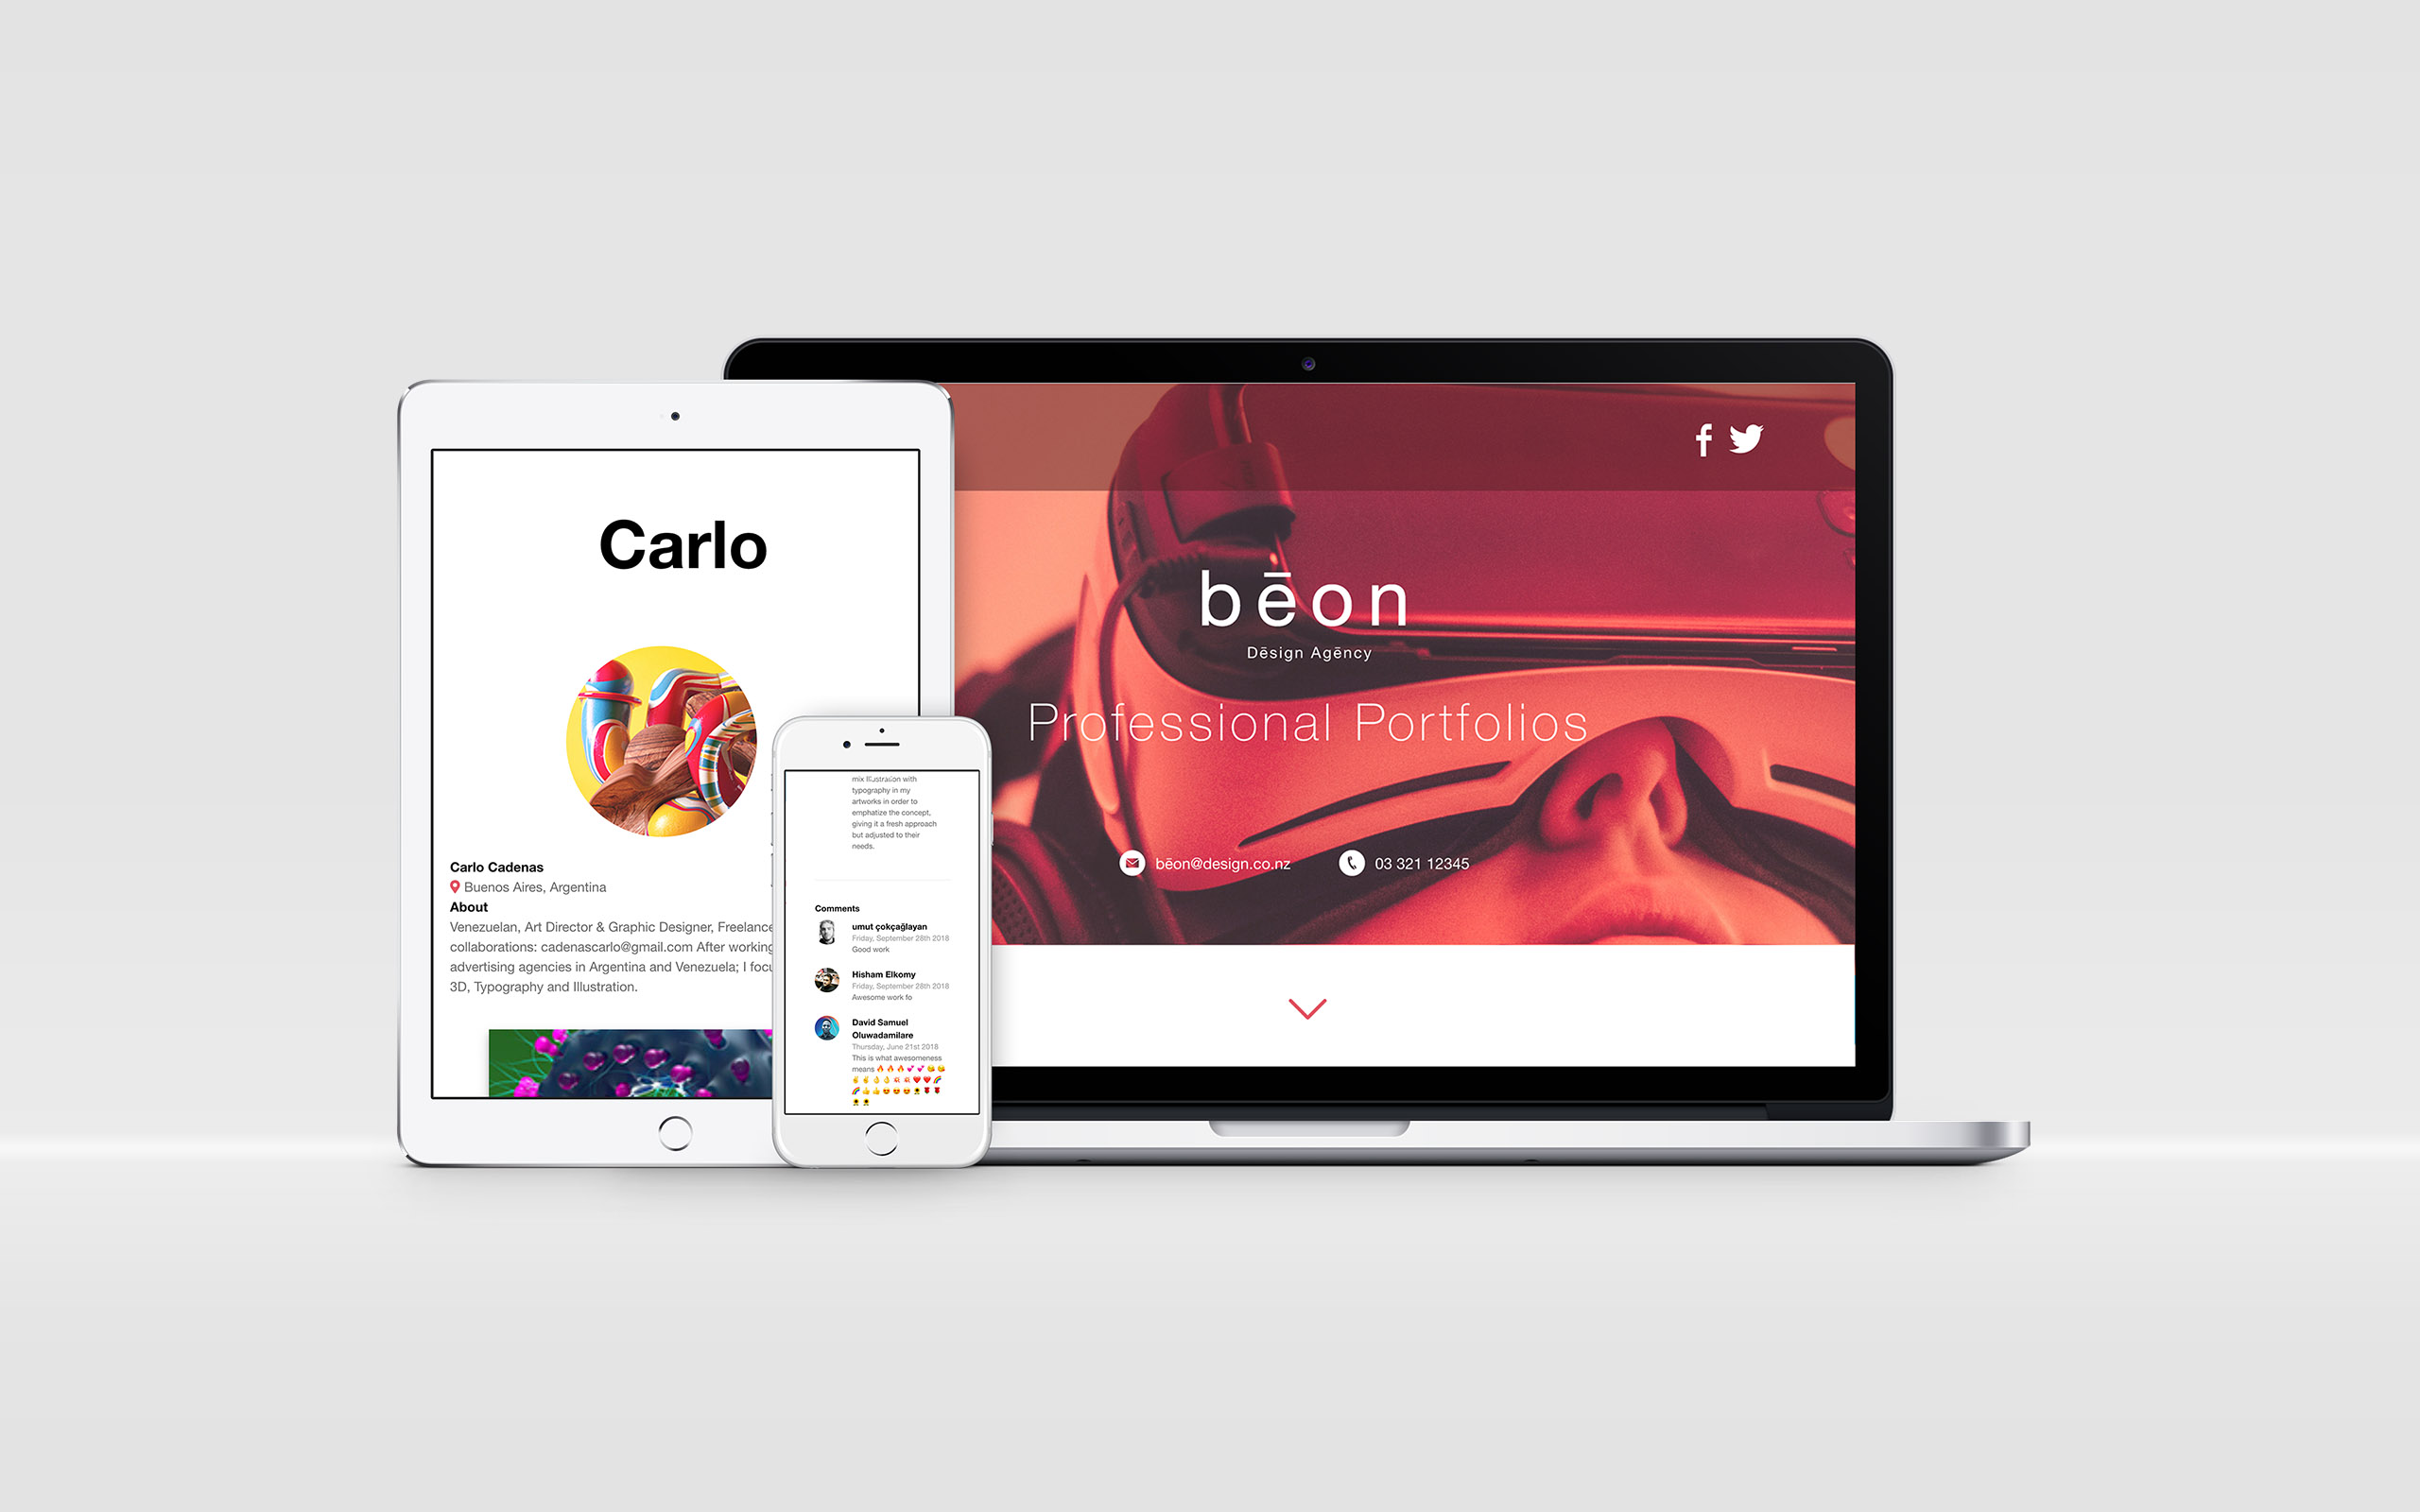 Carlo
Carlo Cadenas
Buenos Aires, Argentina
About
Venezuelan, Art Director & Graphic Designer, Freelance
collaborations: cadenascarlo@gmail.com After working
advertising agencies in Argentina and Venezuela; I focu
3D, Typography and Illustration.
mix Illustration with
typography in my
artworks in order to
emphatize the concept,
giving it a fresh approach
but adjusted to their
needs.
Comments
umut çokçağlayan
Friday, September 28th 2018
Good work
Hisham Elkomy
Friday, September 28th 2018
Awesome work fo
David Samuel
Oluwadamilare
Thursday, June 21st 2018
This is what awesomeness
means 🔥🔥🔥💕💕😘😘
bēon
Dēsign Agēncy
Professional Portfolios
bēon@design.co.nz
03 321 12345